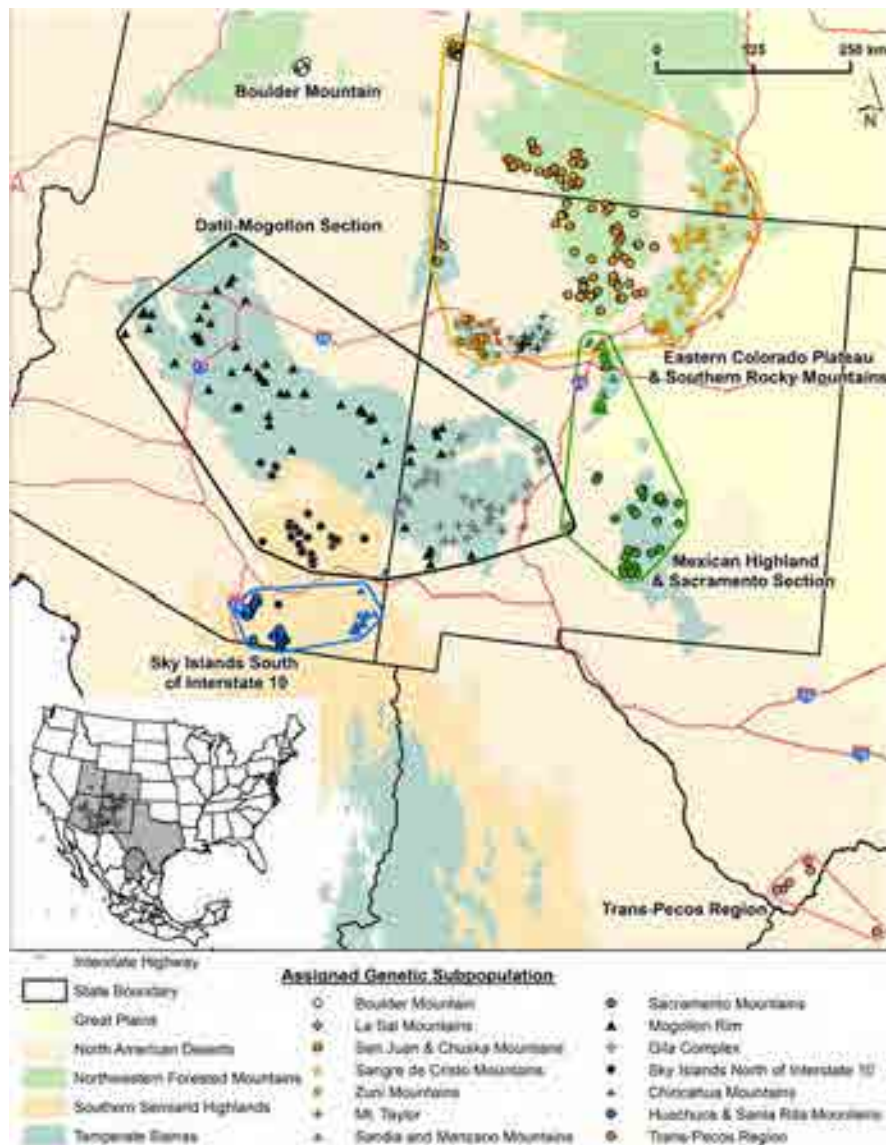 0 125 250 km
N
Boulder Mountain
Datil-Mogollon Section
Eastern Colorado Plateau
& Southern Rocky Mountains
Mexican Highland
& Sacramento Section
Sky Islands South
of Interstate 10
Trans-Pecos Region
Interstate Highway
State Boundary
Great Plains
North American Deserts
Northwestern Forested Mountains
Southern Semiarid Highlands
Temperate Sierras
Assigned Genetic Subpopulation
Boulder Mountain
La Sal Mountains
San Juan & Chuska Mountains
Sangre de Cristo Mountains
Zuni Mountains
Mt. Taylor
Sandia and Manzano Mountains
Sacramento Mountains
Mogollon Rim
Gila Complex
Sky Islands North of Interstate 10
Chiricahua Mountains
Huachuca & Santa Rita Mountains
Trans-Pecos Region